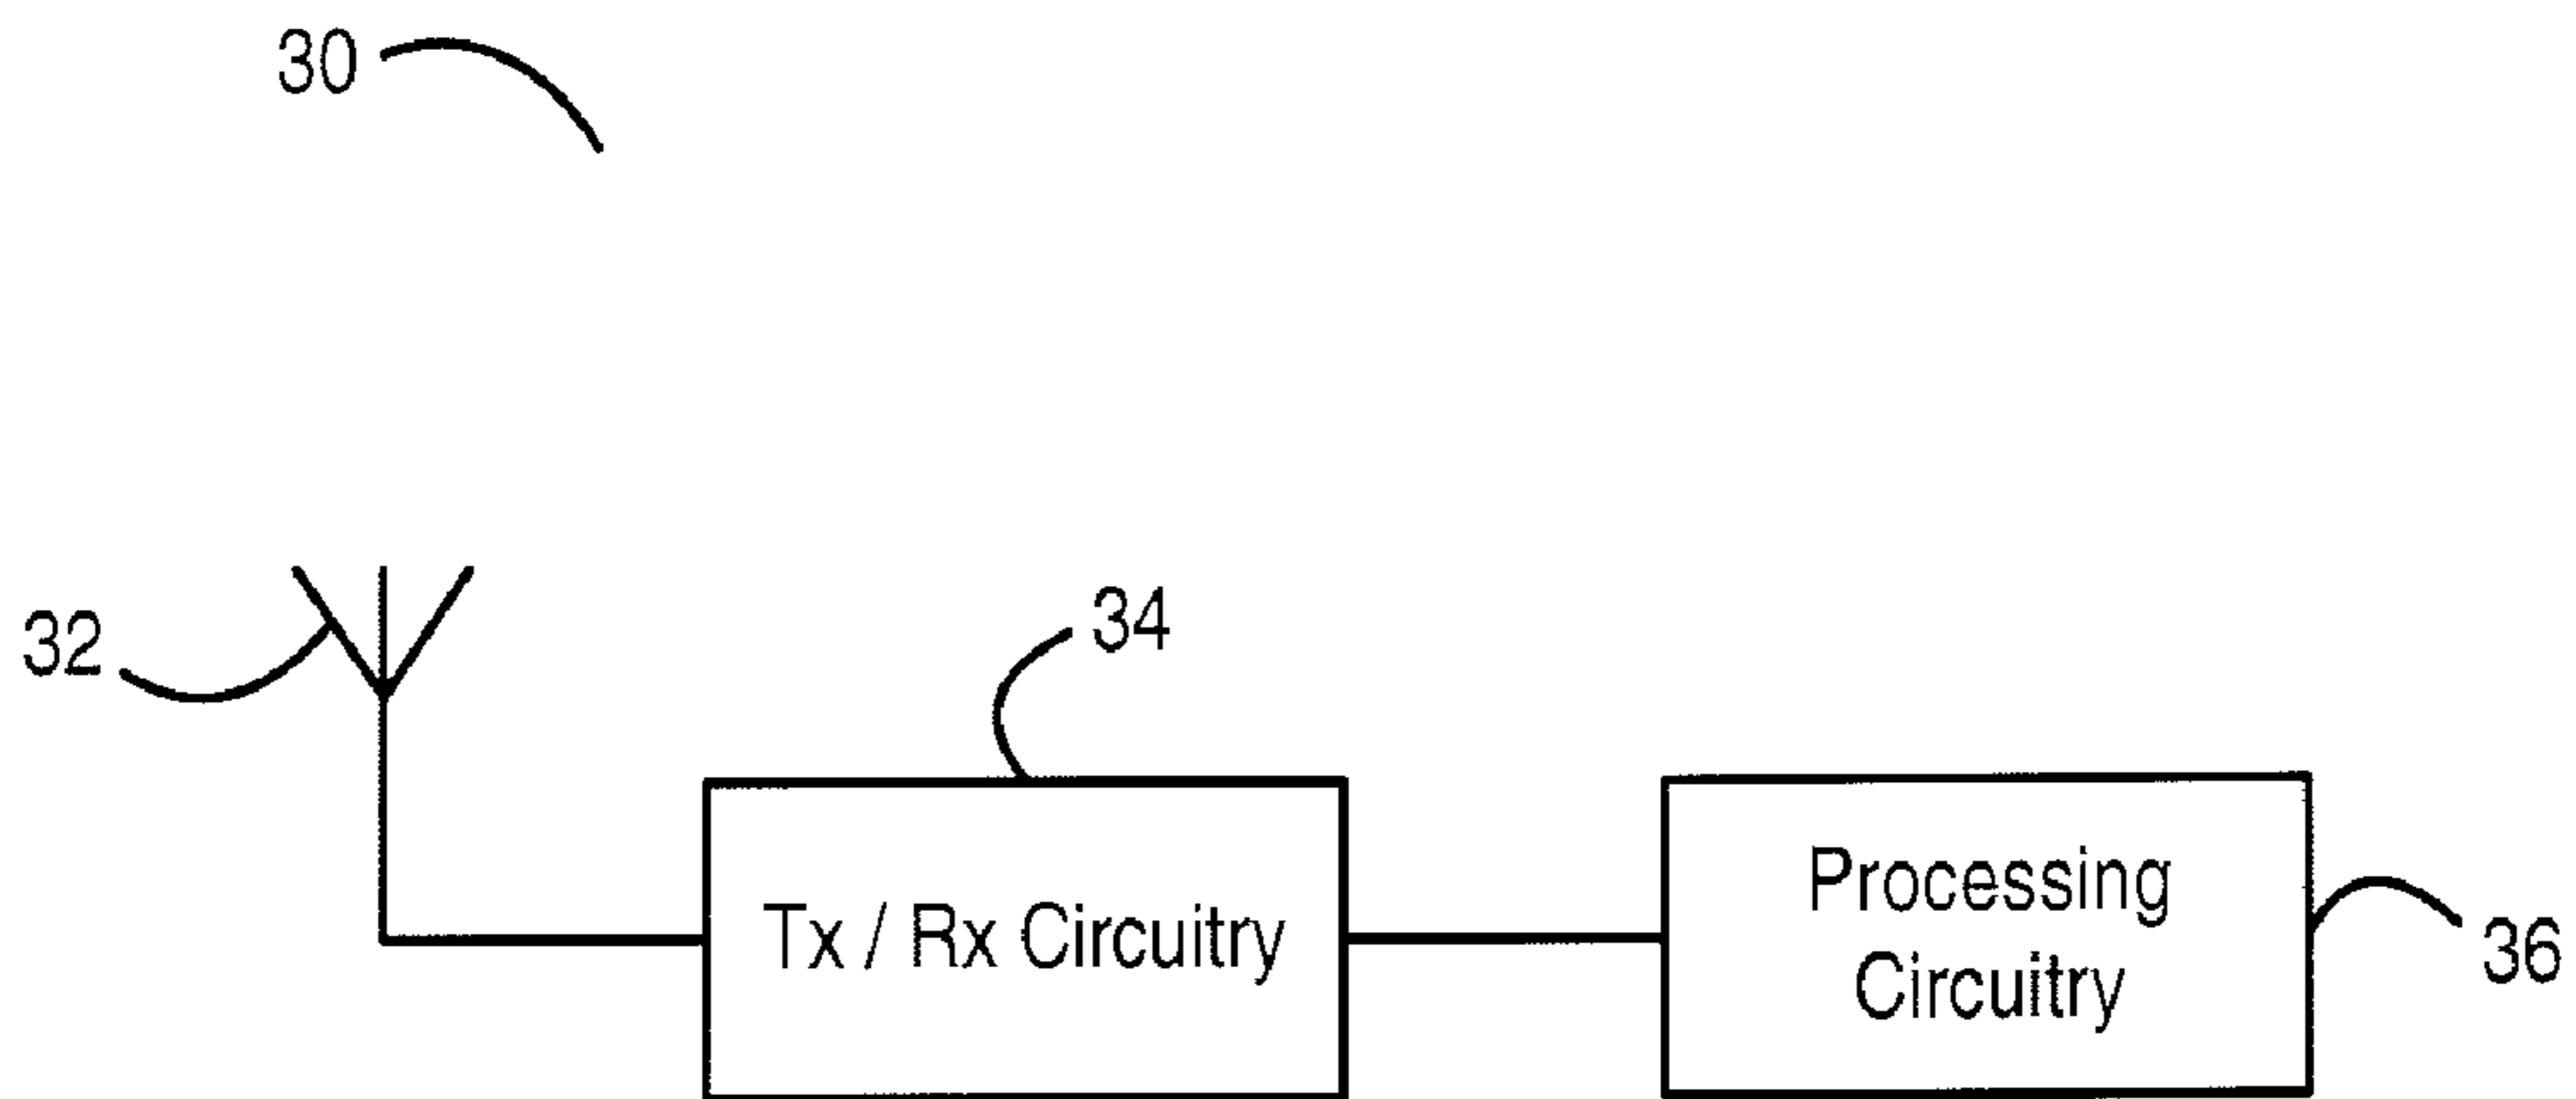 30
32
34
Tx / Rx Circuitry
Processing
Circuitry
36